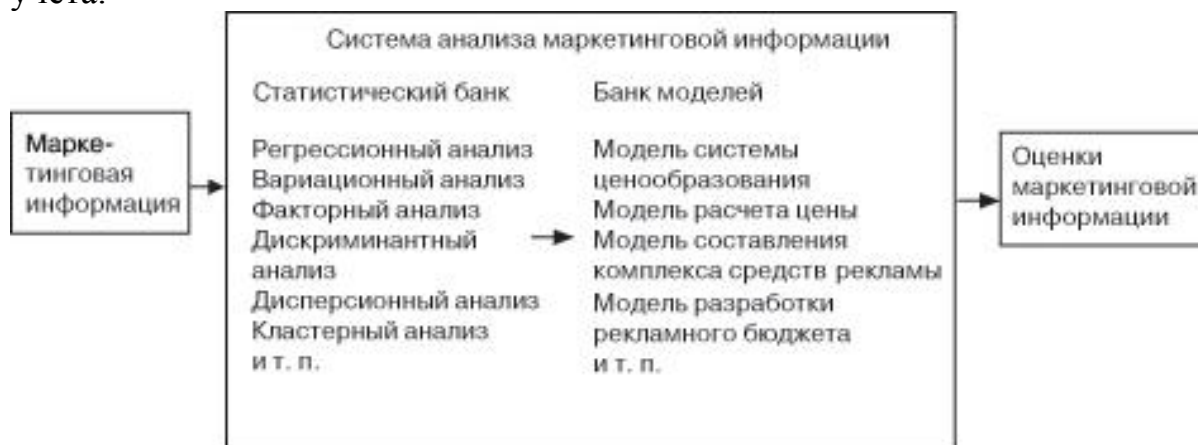 учета.
Система анализа маркетинговой информации
Марке-
тинговая
информация
Статистический банк
Регрессионный анализ
Вариационный анализ
Факторный анализ
Дискриминантный
анализ
Дисперсионный анализ
Кластерный анализ
и т. п.
Банк моделей
Модель системы
ценообразования
Модель расчета цены
Модель составления
комплекса средств рекламы
Модель разработки
рекламного бюджета
и т. п.
Оценки
маркетинговой
информации